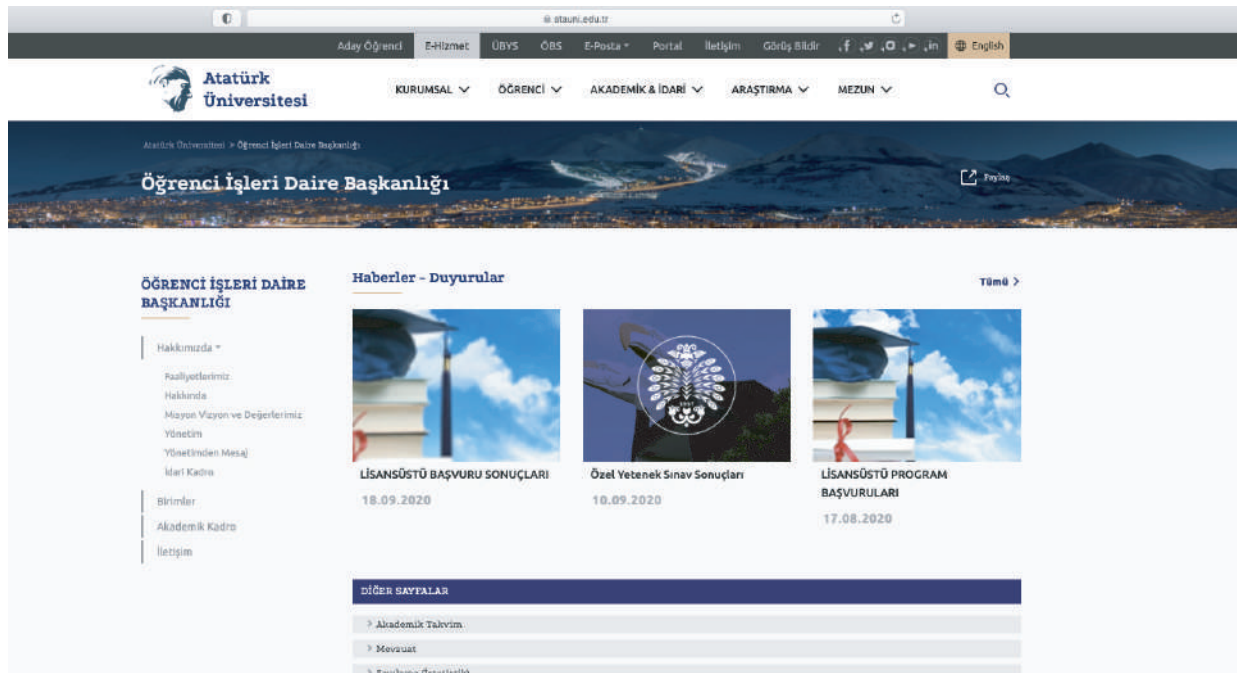 atauni.edu.tr
Aday Öğrenci E-Hizmet ÜBYS ÖBS E-Posta Portal İletişim Görüş Bildir English
Atatürk
Üniversitesi
KURUMSAL ÖĞRENCİ AKADEMİK & İDARİ ARAŞTIRMA MEZUN
Atatürk Üniversitesi > Öğrenci İşleri Daire Başkanlığı
Öğrenci İşleri Daire Başkanlığı
Paylaş
ÖĞRENCİ İŞLERİ DAİRE
BAŞKANLIĞI
Hakkımızda
Faaliyetlerimiz
Hakkında
Misyon Vizyon ve Değerlerimiz
Yönetim
Yönetimden Mesaj
İdari Kadro
Birimler
Akademik Kadro
İletişim
Haberler - Duyurular
Tümü >
LİSANSÜSTÜ BAŞVURU SONUÇLARI
18.09.2020
Özel Yetenek Sınav Sonuçları
10.09.2020
LİSANSÜSTÜ PROGRAM
BAŞVURULARI
17.08.2020
DİĞER SAYFALAR
> Akademik Takvim
> Mevzuat